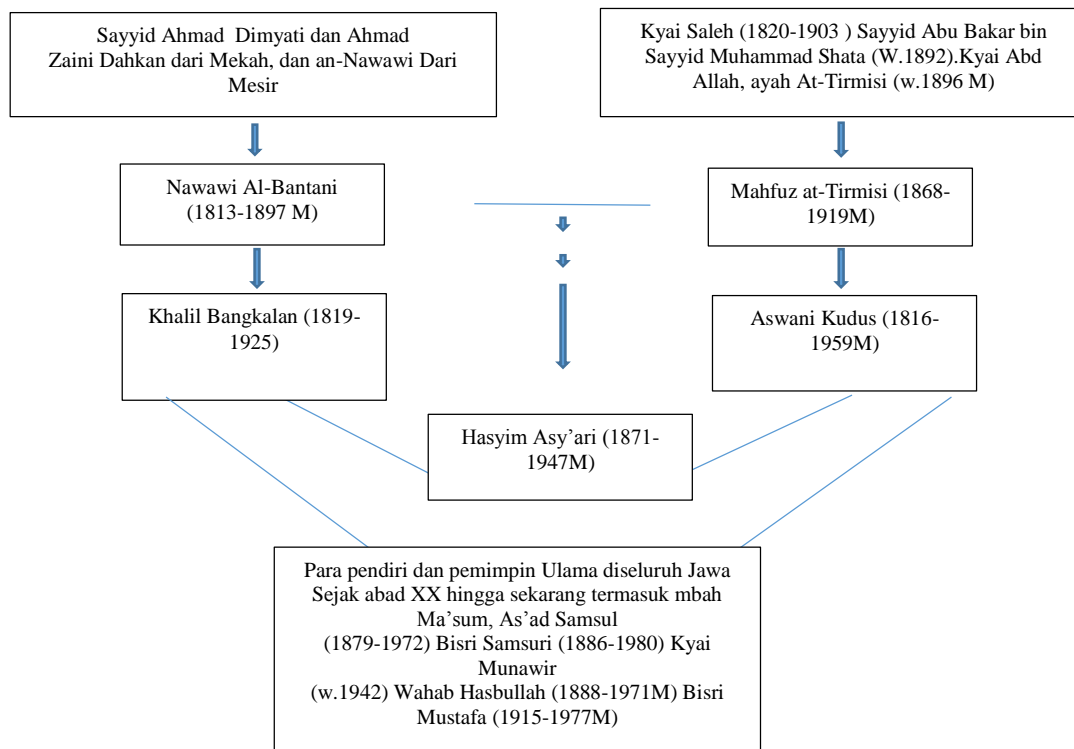 Sayyid Ahmad Dimyati dan Ahmad
Zaini Dahkan dari Mekah, dan an-Nawawi Dari
Mesir
Kyai Saleh (1820-1903 ) Sayyid Abu Bakar bin
Sayyid Muhammad Shata (W.1892).Kyai Abd
Allah, ayah At-Tirmisi (w.1896 M)
Nawawi Al-Bantani
(1813-1897 M)
Mahfuz at-Tirmisi (1868-
1919M)
Khalil Bangkalan (1819-
1925)
Aswani Kudus (1816-
1959M)
Hasyim Asy’ari (1871-
1947M)
Para pendiri dan pemimpin Ulama diseluruh Jawa
Sejak abad XX hingga sekarang termasuk mbah
Ma’sum, As’ad Samsul
(1879-1972) Bisri Samsuri (1886-1980) Kyai
Munawir
(w.1942) Wahab Hasbullah (1888-1971M) Bisri
Mustafa (1915-1977M)